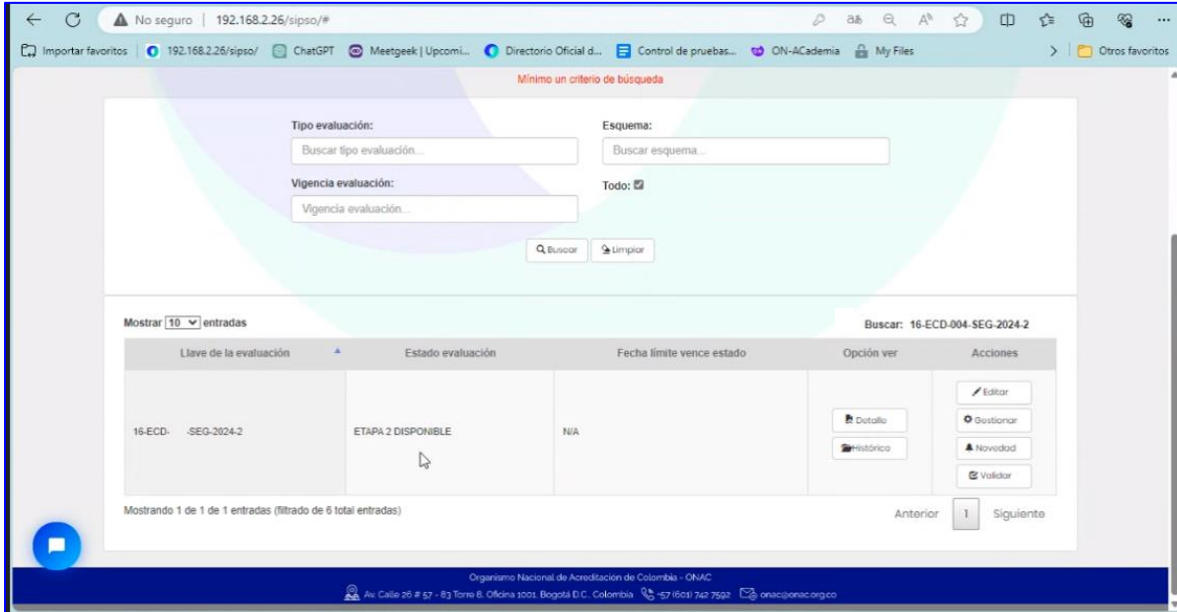 No seguro | 192.168.2.26/sipso/#
Importar favoritos 192.168.2.26/sipso/ ChatGPT Meetgeek | Upcomi... Directorio Oficial d... Control de pruebas... ON-ACademia My Files > Otros favoritos
Mínimo un criterio de búsqueda
Tipo evaluación: Esquema:
Buscar tipo evaluación... Buscar esquema...
Vigencia evaluación: Todo:
Vigencia evaluación...
Buscar Limpiar
Mostrar 10 entradas Buscar: 16-ECD-004-SEG-2024-2
Llave de la evaluación Estado evaluación Fecha límite vence estado Opción ver Acciones
Editar
Detalle Gestionar
16-ECD- -SEG-2024-2 ETAPA 2 DISPONIBLE N/A
Histórico Novedad
Validar
Mostrando 1 de 1 de 1 entradas (filtrado de 6 total entradas) Anterior 1 Siguiente
Organismo Nacional de Acreditación de Colombia - ONAC
Av. Calle 26 # 57 - 83 Torre 8, Oficina 1001, Bogotá D.C. Colombia +57 (601) 742 7592 onac@onac.org.co